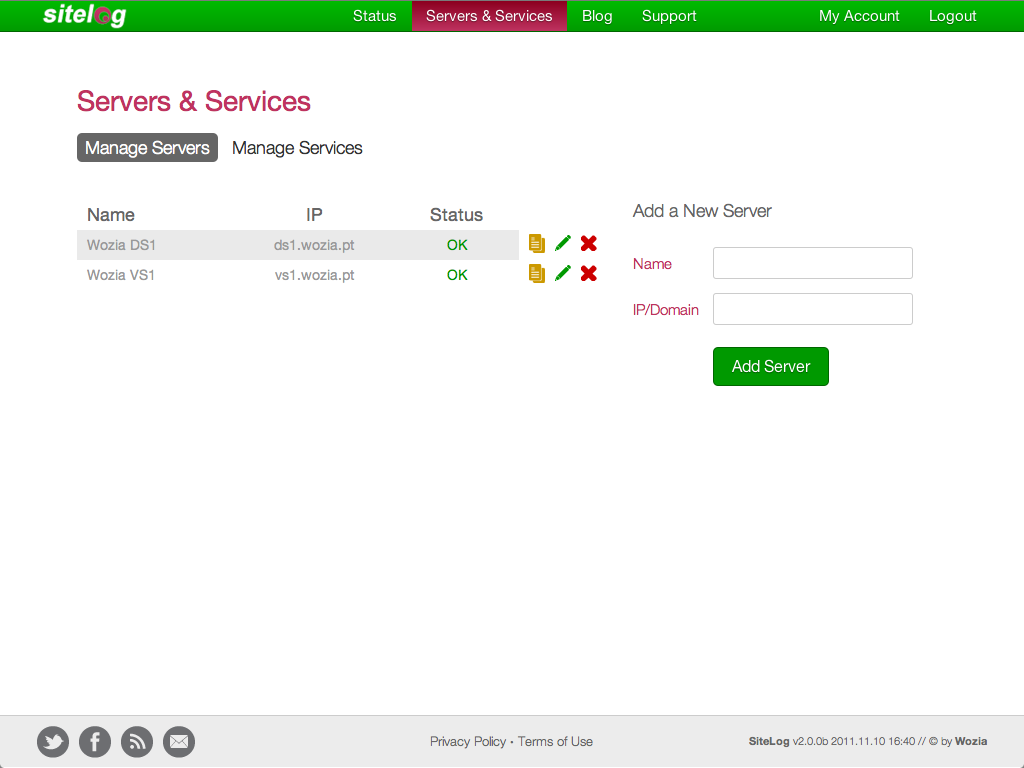 sitelog Status Servers & Services Blog Support My Account Logout
Servers & Services
Manage Servers Manage Services
Name IP Status
Wozia DS1 ds1.wozia.pt OK
Wozia VS1 vs1.wozia.pt OK
Add a New Server
Name
IP/Domain
Add Server
Privacy Policy • Terms of Use
SiteLog v2.0.0b 2011.11.10 16:40 // © by Wozia